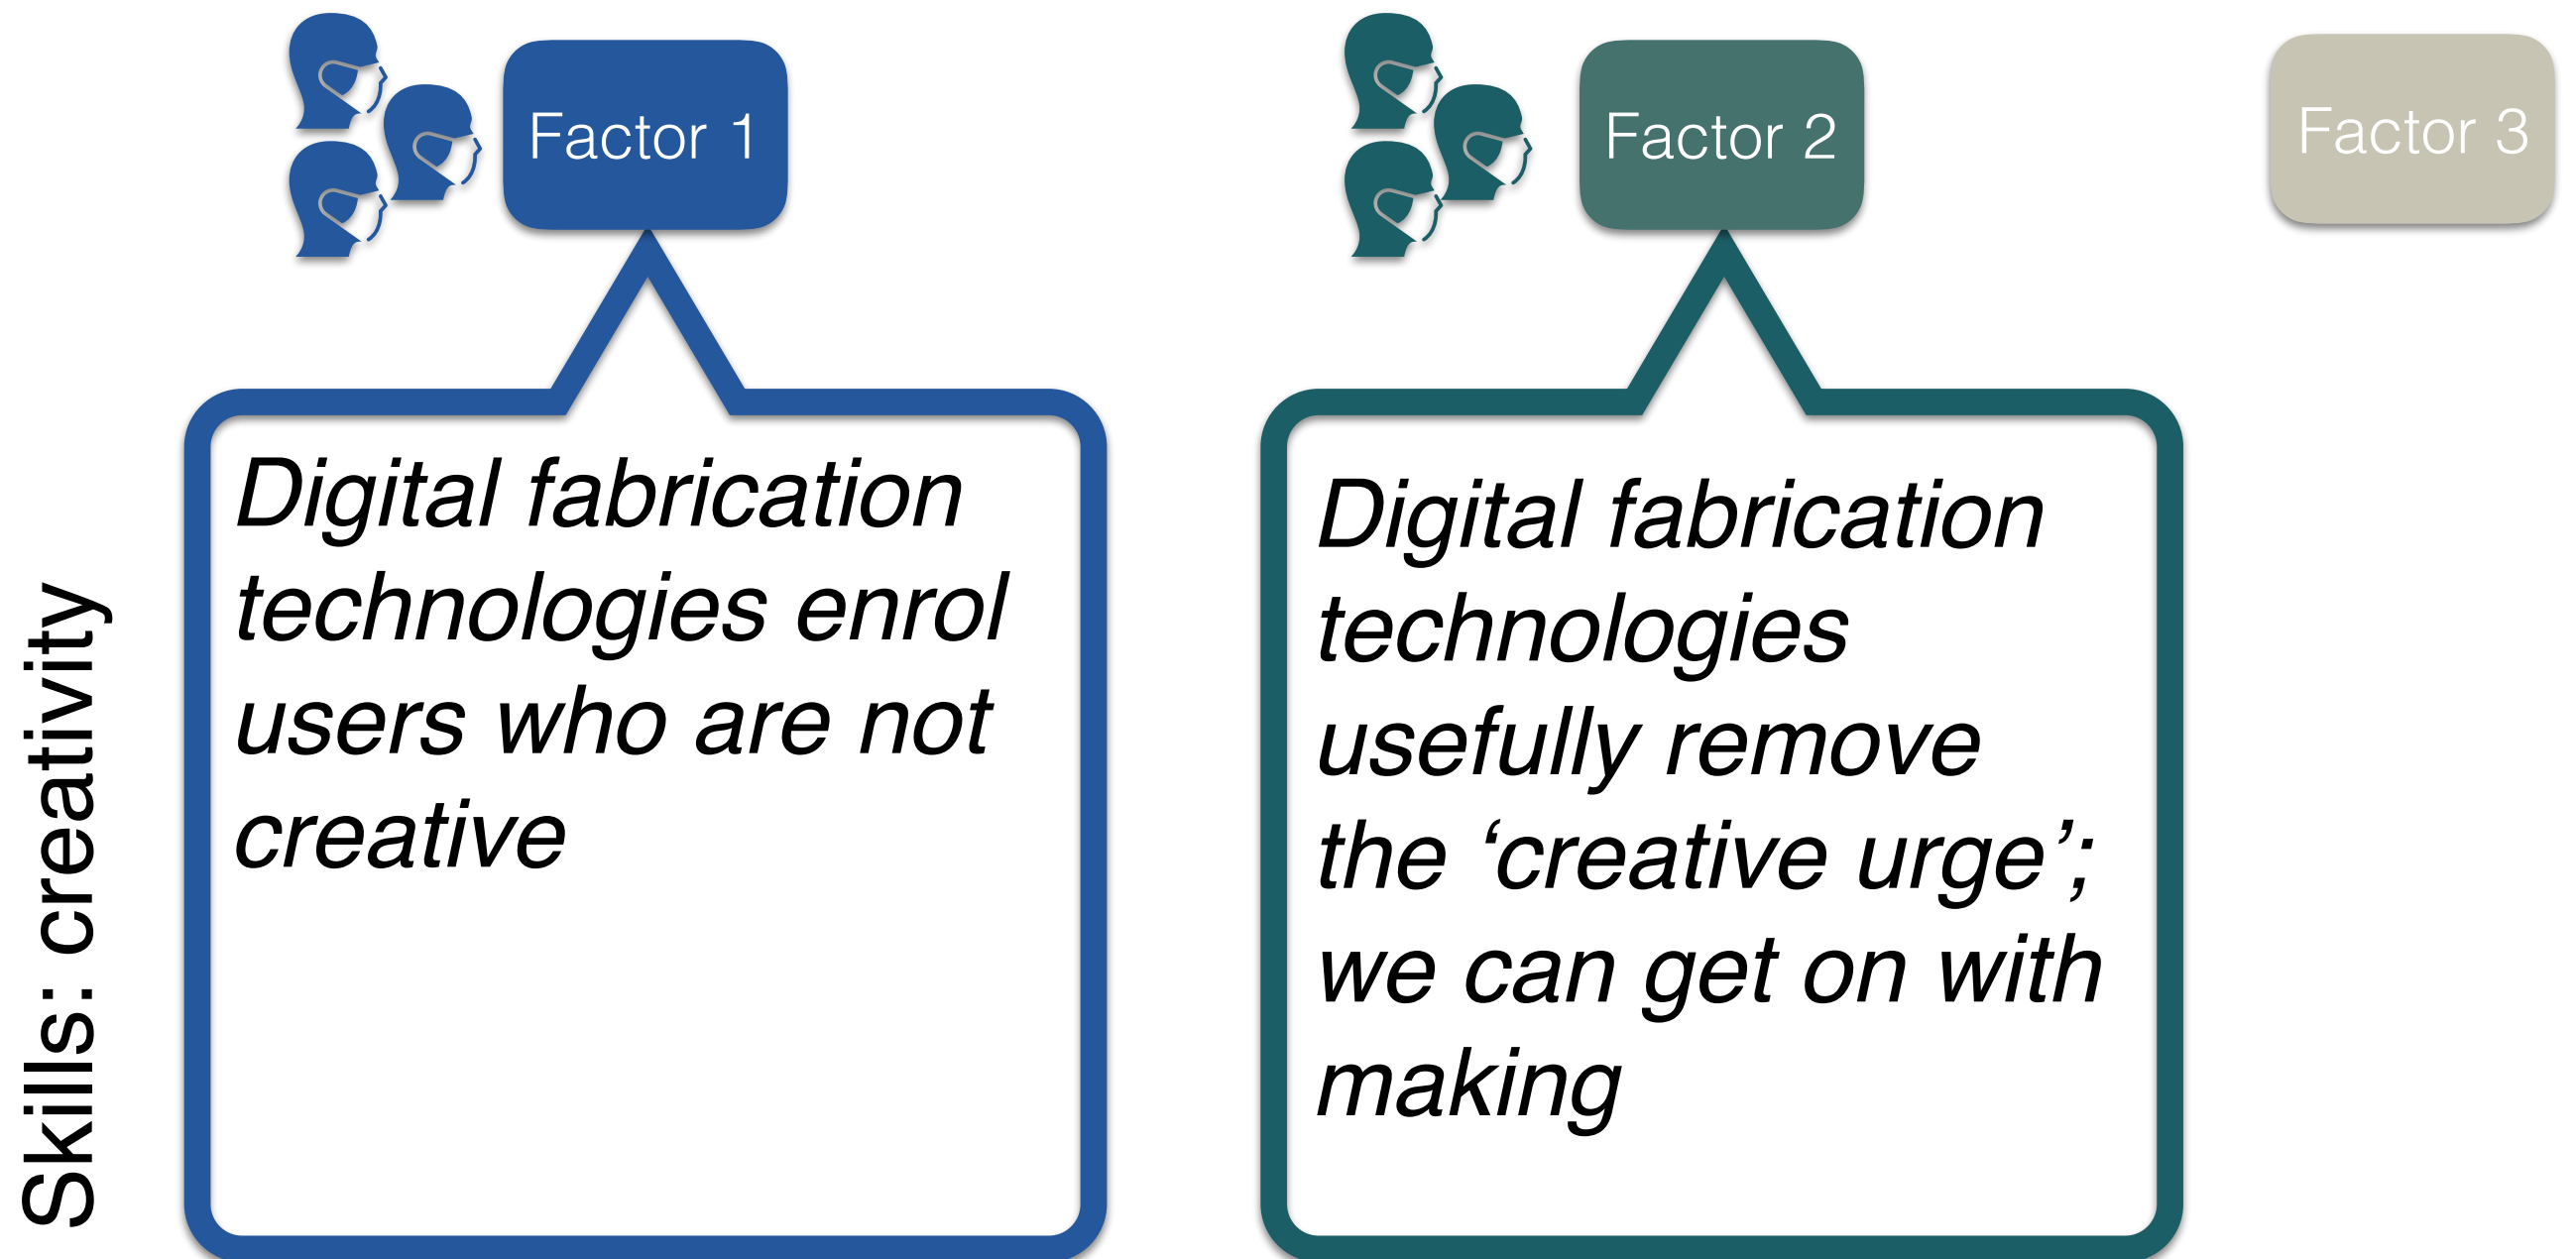 Factor 1
Factor 2
Factor 3
Skills: creativity
Digital fabrication
technologies enrol
users who are not
creative
Digital fabrication
technologies
usefully remove
the ‘creative urge’;
we can get on with
making